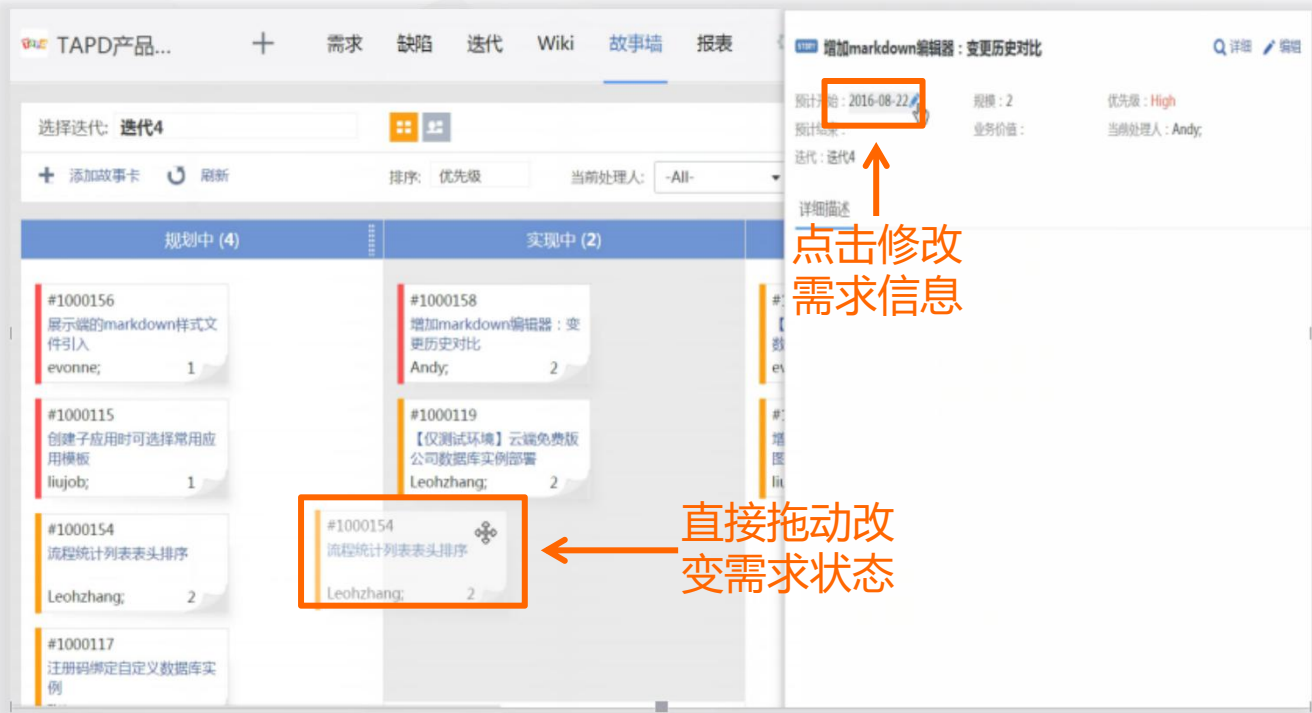 TAPD产品...
需求 缺陷 迭代 Wiki 故事墙 报表
选择迭代: 迭代4
添加故事卡 刷新 排序: 优先级 当前处理人: -All-
规划中 (4)
#1000156
展示端的markdown样式文
件引入
evonne; 1
#1000115
创建子应用时可选择常用应
用模板
liujob; 1
#1000154
流程统计列表表头排序
Leohzhang; 2
#1000117
注册码绑定自定义数据库实
例
实现中 (2)
#1000158
增加markdown编辑器：变
更历史对比
Andy; 2
#1000119
【仅测试环境】云端免费版
公司数据库实例部署
Leohzhang; 2
#1000154
流程统计列表表头排序
Leohzhang; 2
直接拖动改
变需求状态
STORY 增加markdown编辑器：变更历史对比
详细 编辑
预计开始：2016-08-22 规模：2 优先级：High
预计结束： 业务价值： 当前处理人：Andy;
迭代：迭代4
详细描述
点击修改
需求信息